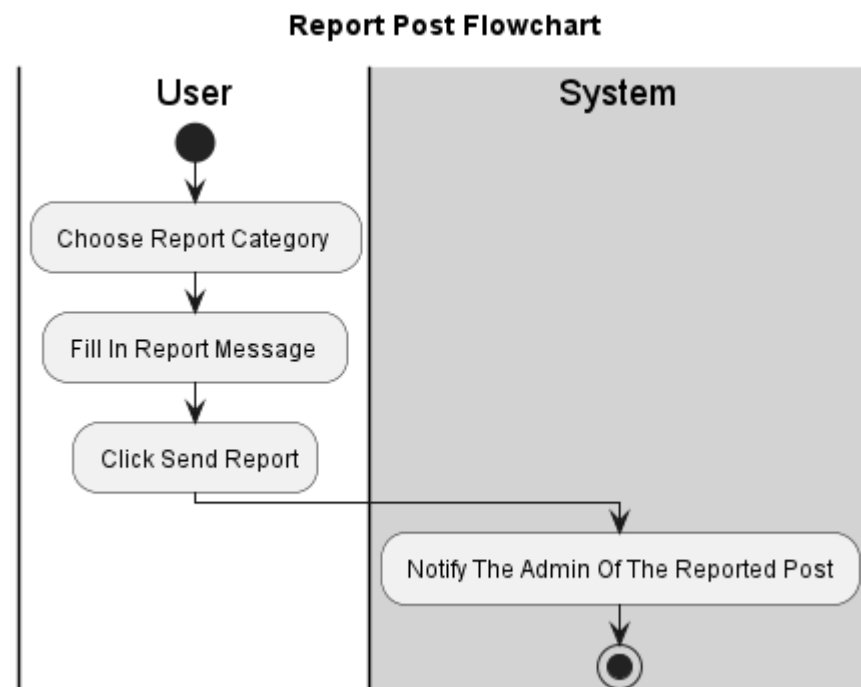 Report Post Flowchart
User
System
Choose Report Category
Fill In Report Message
Click Send Report
Notify The Admin Of The Reported Post